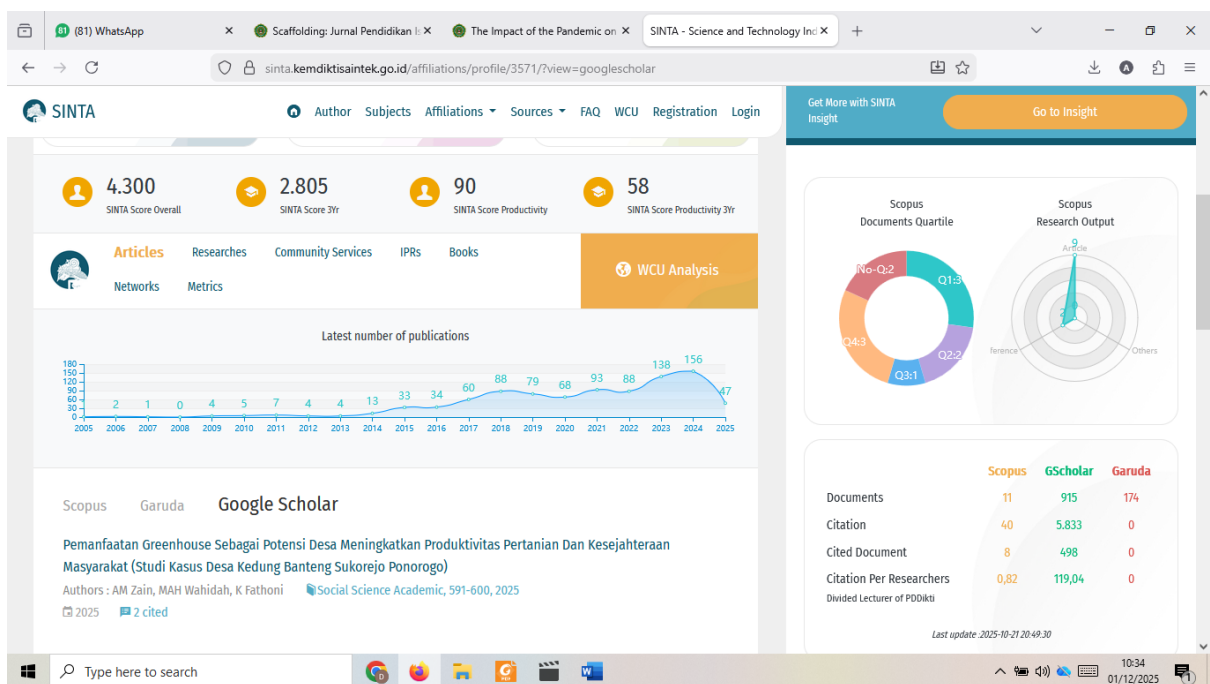 (81) WhatsApp
Scaffolding: Jurnal Pendidikan Is
The Impact of the Pandemic on
SINTA - Science and Technology Ind
sinta.kemdiktisaintek.go.id/affiliations/profile/3571/?view=googlescholar
SINTA
Author Subjects Affiliations Sources FAQ WCU Registration Login
Get More with SINTA
Insight
Go to Insight
4.300
SINTA Score Overall
2.805
SINTA Score 3Yr
90
SINTA Score Productivity
58
SINTA Score Productivity 3Yr
Articles Researches Community Services IPRs Books
Networks Metrics
WCU Analysis
Latest number of publications
180
150
120
90
60
30
0
2 1 0 4 5 7 4 4 13 33 34 60 88 79 68 93 88 138 156 47
2005 2006 2007 2008 2009 2010 2011 2012 2013 2014 2015 2016 2017 2018 2019 2020 2021 2022 2023 2024 2025
Scopus Garuda Google Scholar
Pemanfaatan Greenhouse Sebagai Potensi Desa Meningkatkan Produktivitas Pertanian Dan Kesejahteraan
Masyarakat (Studi Kasus Desa Kedung Banteng Sukorejo Ponorogo)
Authors : AM Zain, MAH Wahidah, K Fathoni Social Science Academic, 591-600, 2025
2025 2 cited
Scopus
Documents Quartile
No-Q:2
Q1:3
Q4:3
Q2:2
Q3:1
Scopus
Research Output
9
Article
2
ference
Others
Scopus GScholar Garuda
Documents 11 915 174
Citation 40 5.833 0
Cited Document 8 498 0
Citation Per Researchers 0,82 119,04 0
Divided Lecturer of PDDikti
Last update :2025-10-21 20:49:30
Type here to search
10:34
01/12/2025
1